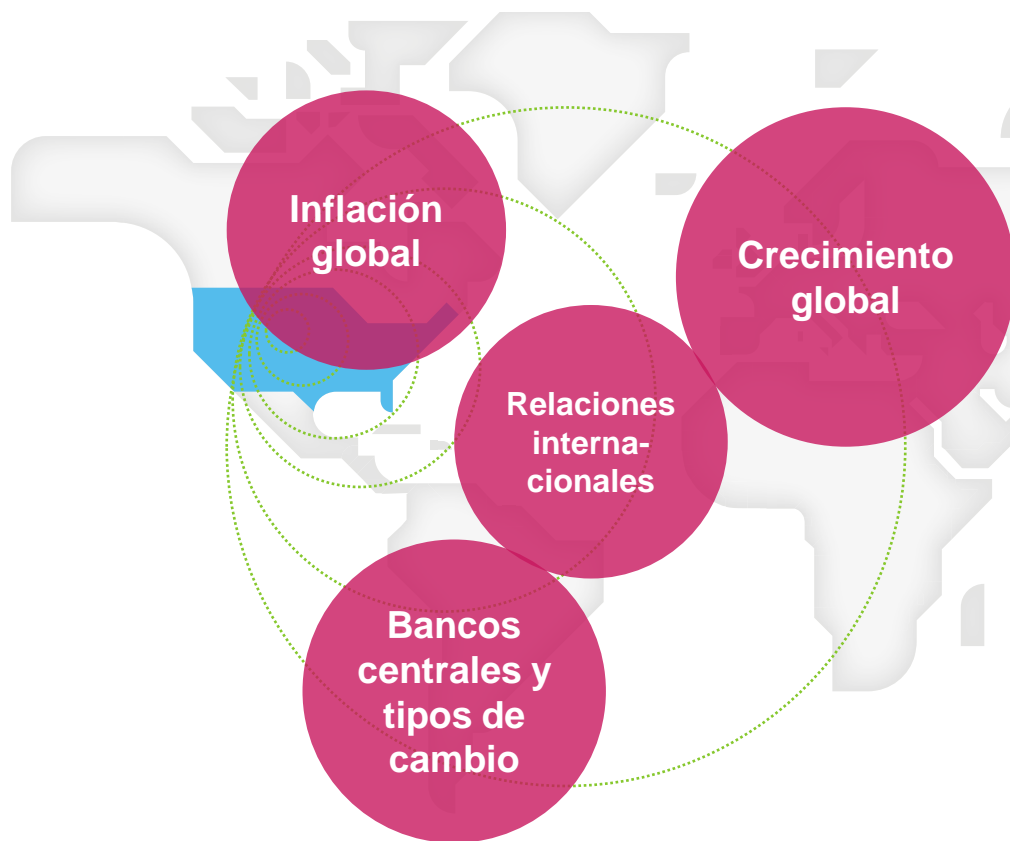 Inflación
global
Crecimiento
global
Relaciones
interna-
cionales
Bancos
centrales y
tipos de
cambio